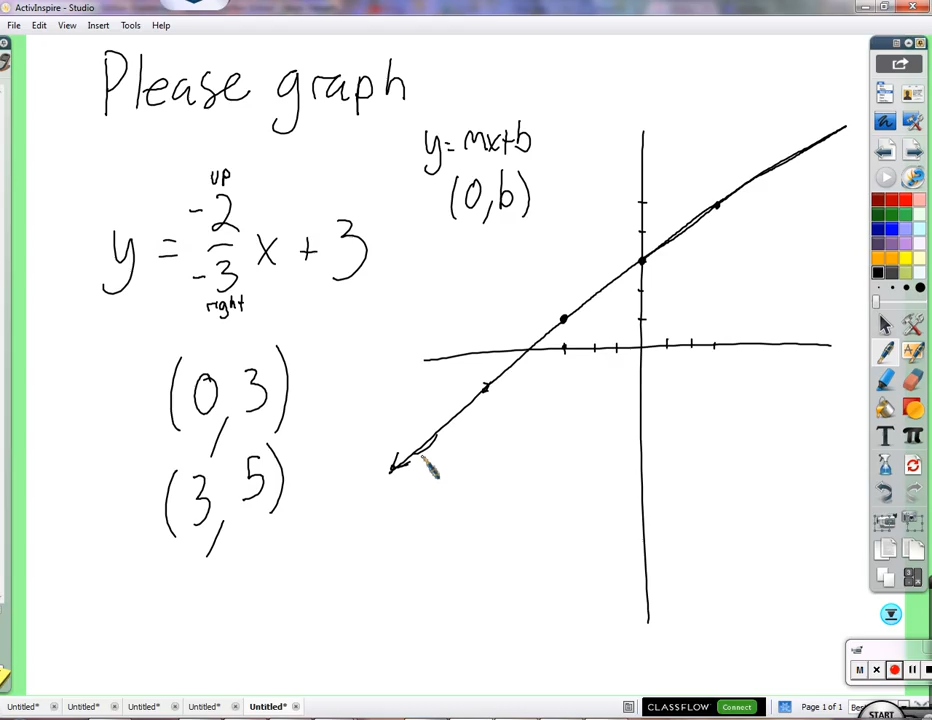 ActivInspire - Studio
File Edit View Insert Tools Help
Please graph
y=mx+b
(0,b)
up
y = -2/-3 x + 3
right
(0,3)
(3,5)
Untitled* Untitled* Untitled* Untitled* Untitled*
CLASSFLOW Connect
Page 1 of 1
Bes
M
START